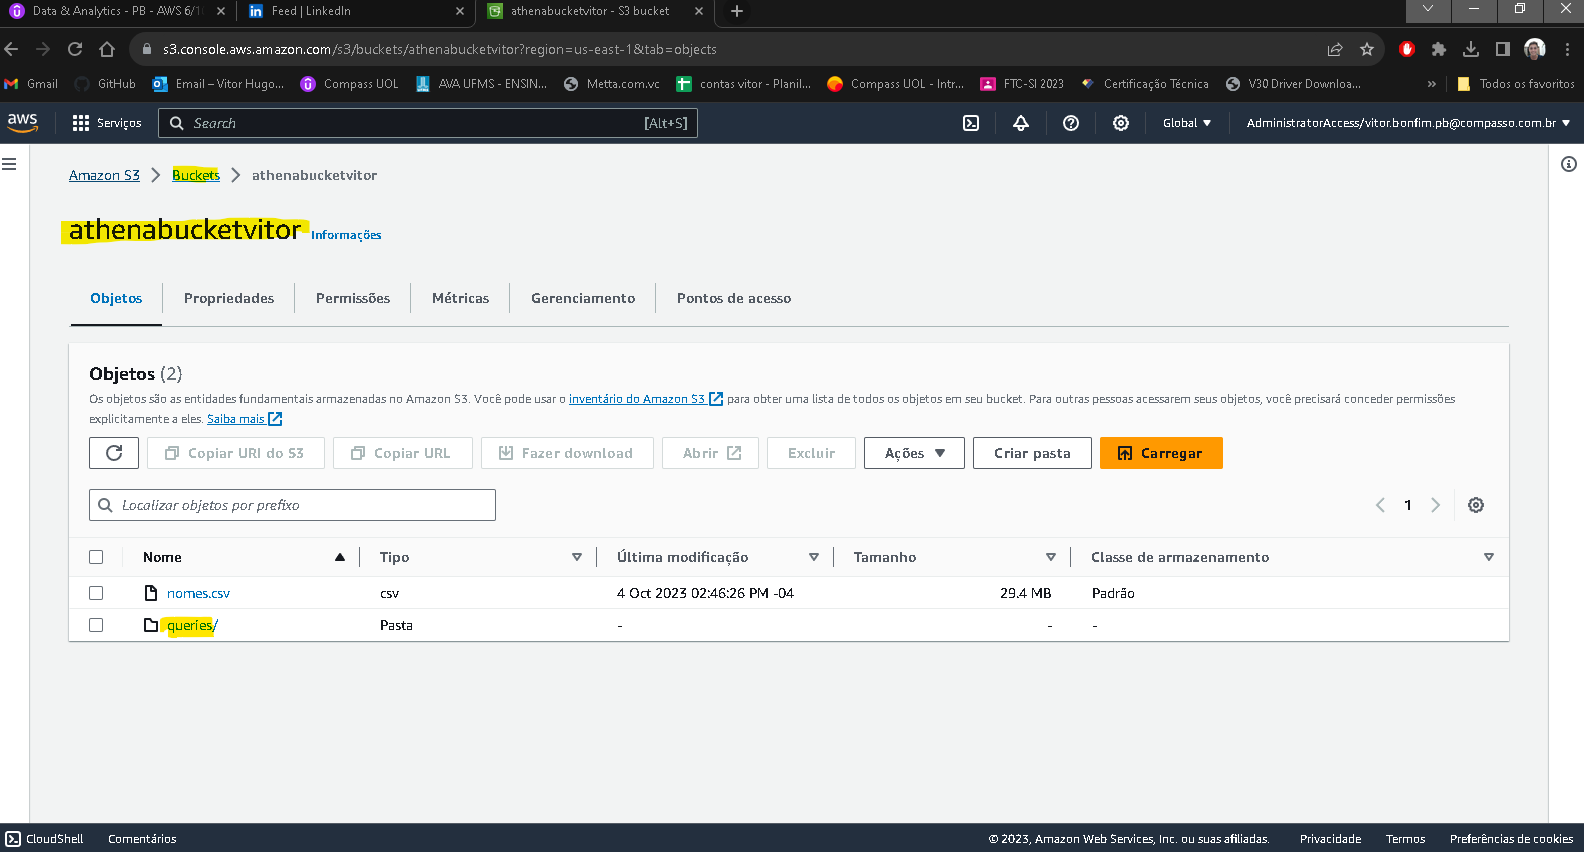 Data & Analytics - PB - AWS 6/10
Feed | LinkedIn
athenabucketvitor - S3 bucket
s3.console.aws.amazon.com/s3/buckets/athenabucketvitor?region=us-east-1&tab=objects
Gmail
GitHub
Email – Vitor Hugo...
Compass UOL
AVA UFMS - ENSIN...
Metta.com.vc
contas vitor - Planil...
Compass UOL - Intr...
FTC-SI 2023
Certificação Técnica
V30 Driver Downloa...
»
Todos os favoritos
aws
Serviços
Search
[Alt+S]
Global
AdministratorAccess/vitor.bonfim.pb@compasso.com.br
Amazon S3 > Buckets > athenabucketvitor
athenabucketvitor Informações
Objetos
Propriedades
Permissões
Métricas
Gerenciamento
Pontos de acesso
Objetos (2)
Os objetos são as entidades fundamentais armazenadas no Amazon S3. Você pode usar o inventário do Amazon S3 para obter uma lista de todos os objetos em seu bucket. Para outras pessoas acessarem seus objetos, você precisará conceder permissões
explicitamente a eles. Saiba mais
Copiar URI do S3
Copiar URL
Fazer download
Abrir
Excluir
Ações
Criar pasta
Carregar
Localizar objetos por prefixo
1
Nome
Tipo
Última modificação
Tamanho
Classe de armazenamento
nomes.csv
csv
4 Oct 2023 02:46:26 PM -04
29.4 MB
Padrão
queries/
Pasta
-
-
-
CloudShell
Comentários
© 2023, Amazon Web Services, Inc. ou suas afiliadas.
Privacidade
Termos
Preferências de cookies